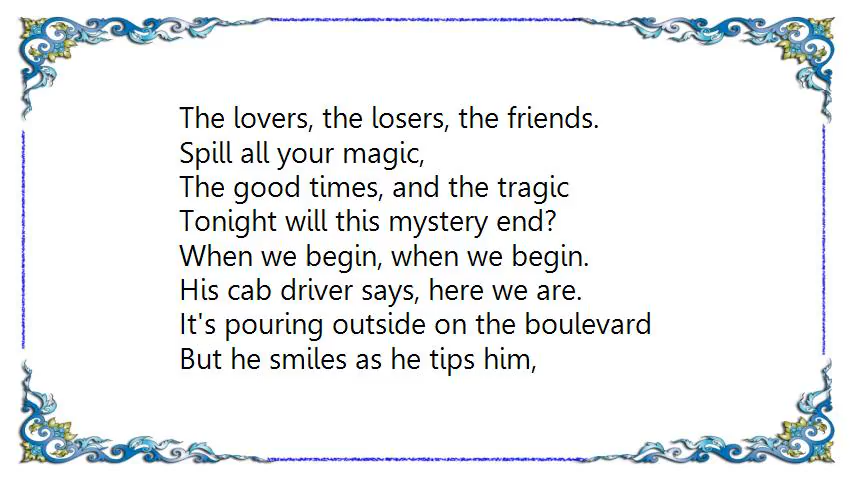 The lovers, the losers, the friends.
Spill all your magic,
The good times, and the tragic
Tonight will this mystery end?
When we begin, when we begin.
His cab driver says, here we are.
It's pouring outside on the boulevard
But he smiles as he tips him,